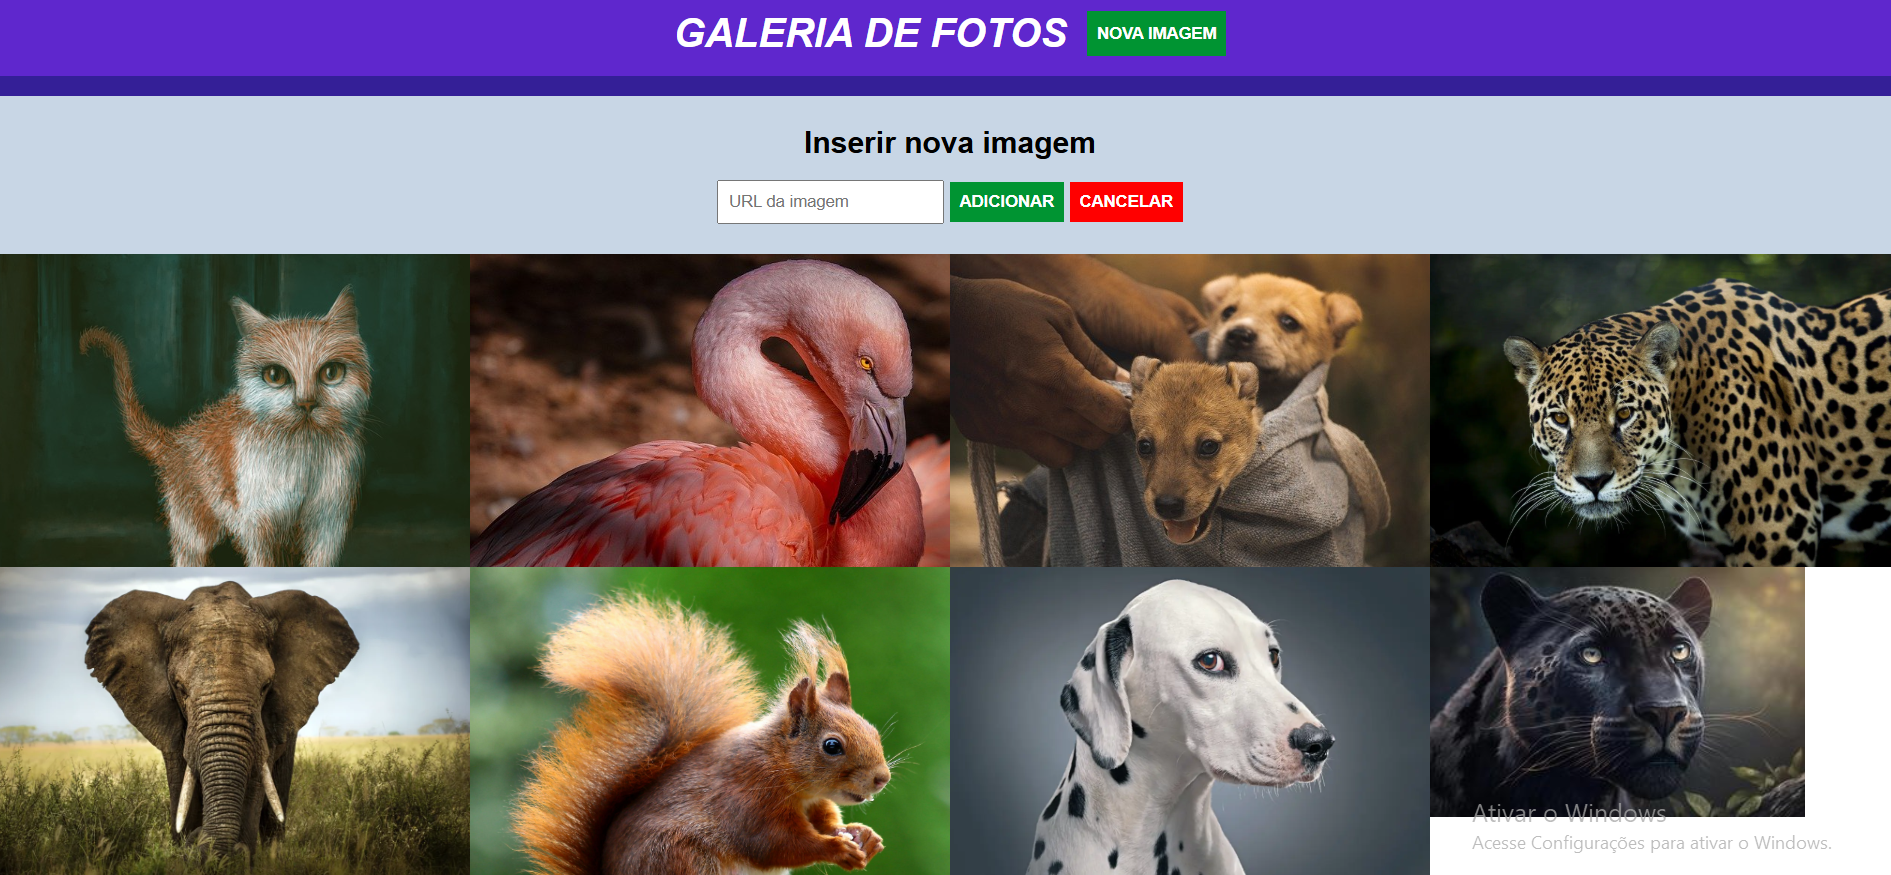 GALERIA DE FOTOS
NOVA IMAGEM
Inserir nova imagem
URL da imagem
ADICIONAR
CANCELAR
Ativar o Windows
Acesse Configurações para ativar o Windows.